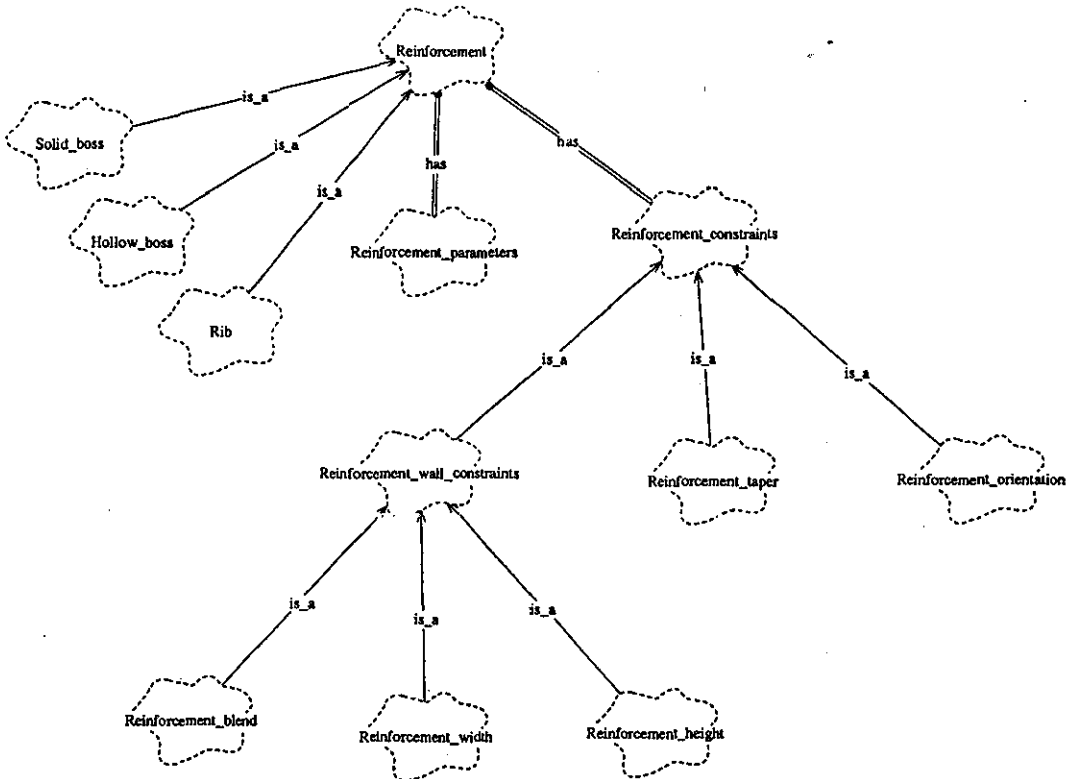 Reinforcement
is_a
Solid_boss
is_a
has
has
is_a
Hollow_boss
Reinforcement_parameters
Reinforcement_constraints
Rib
is_a
is_a
is_a
Reinforcement_wall_constraints
Reinforcement_taper
Reinforcement_orientation
is_a
is_a
is_a
Reinforcement_blend
Reinforcement_width
Reinforcement_height